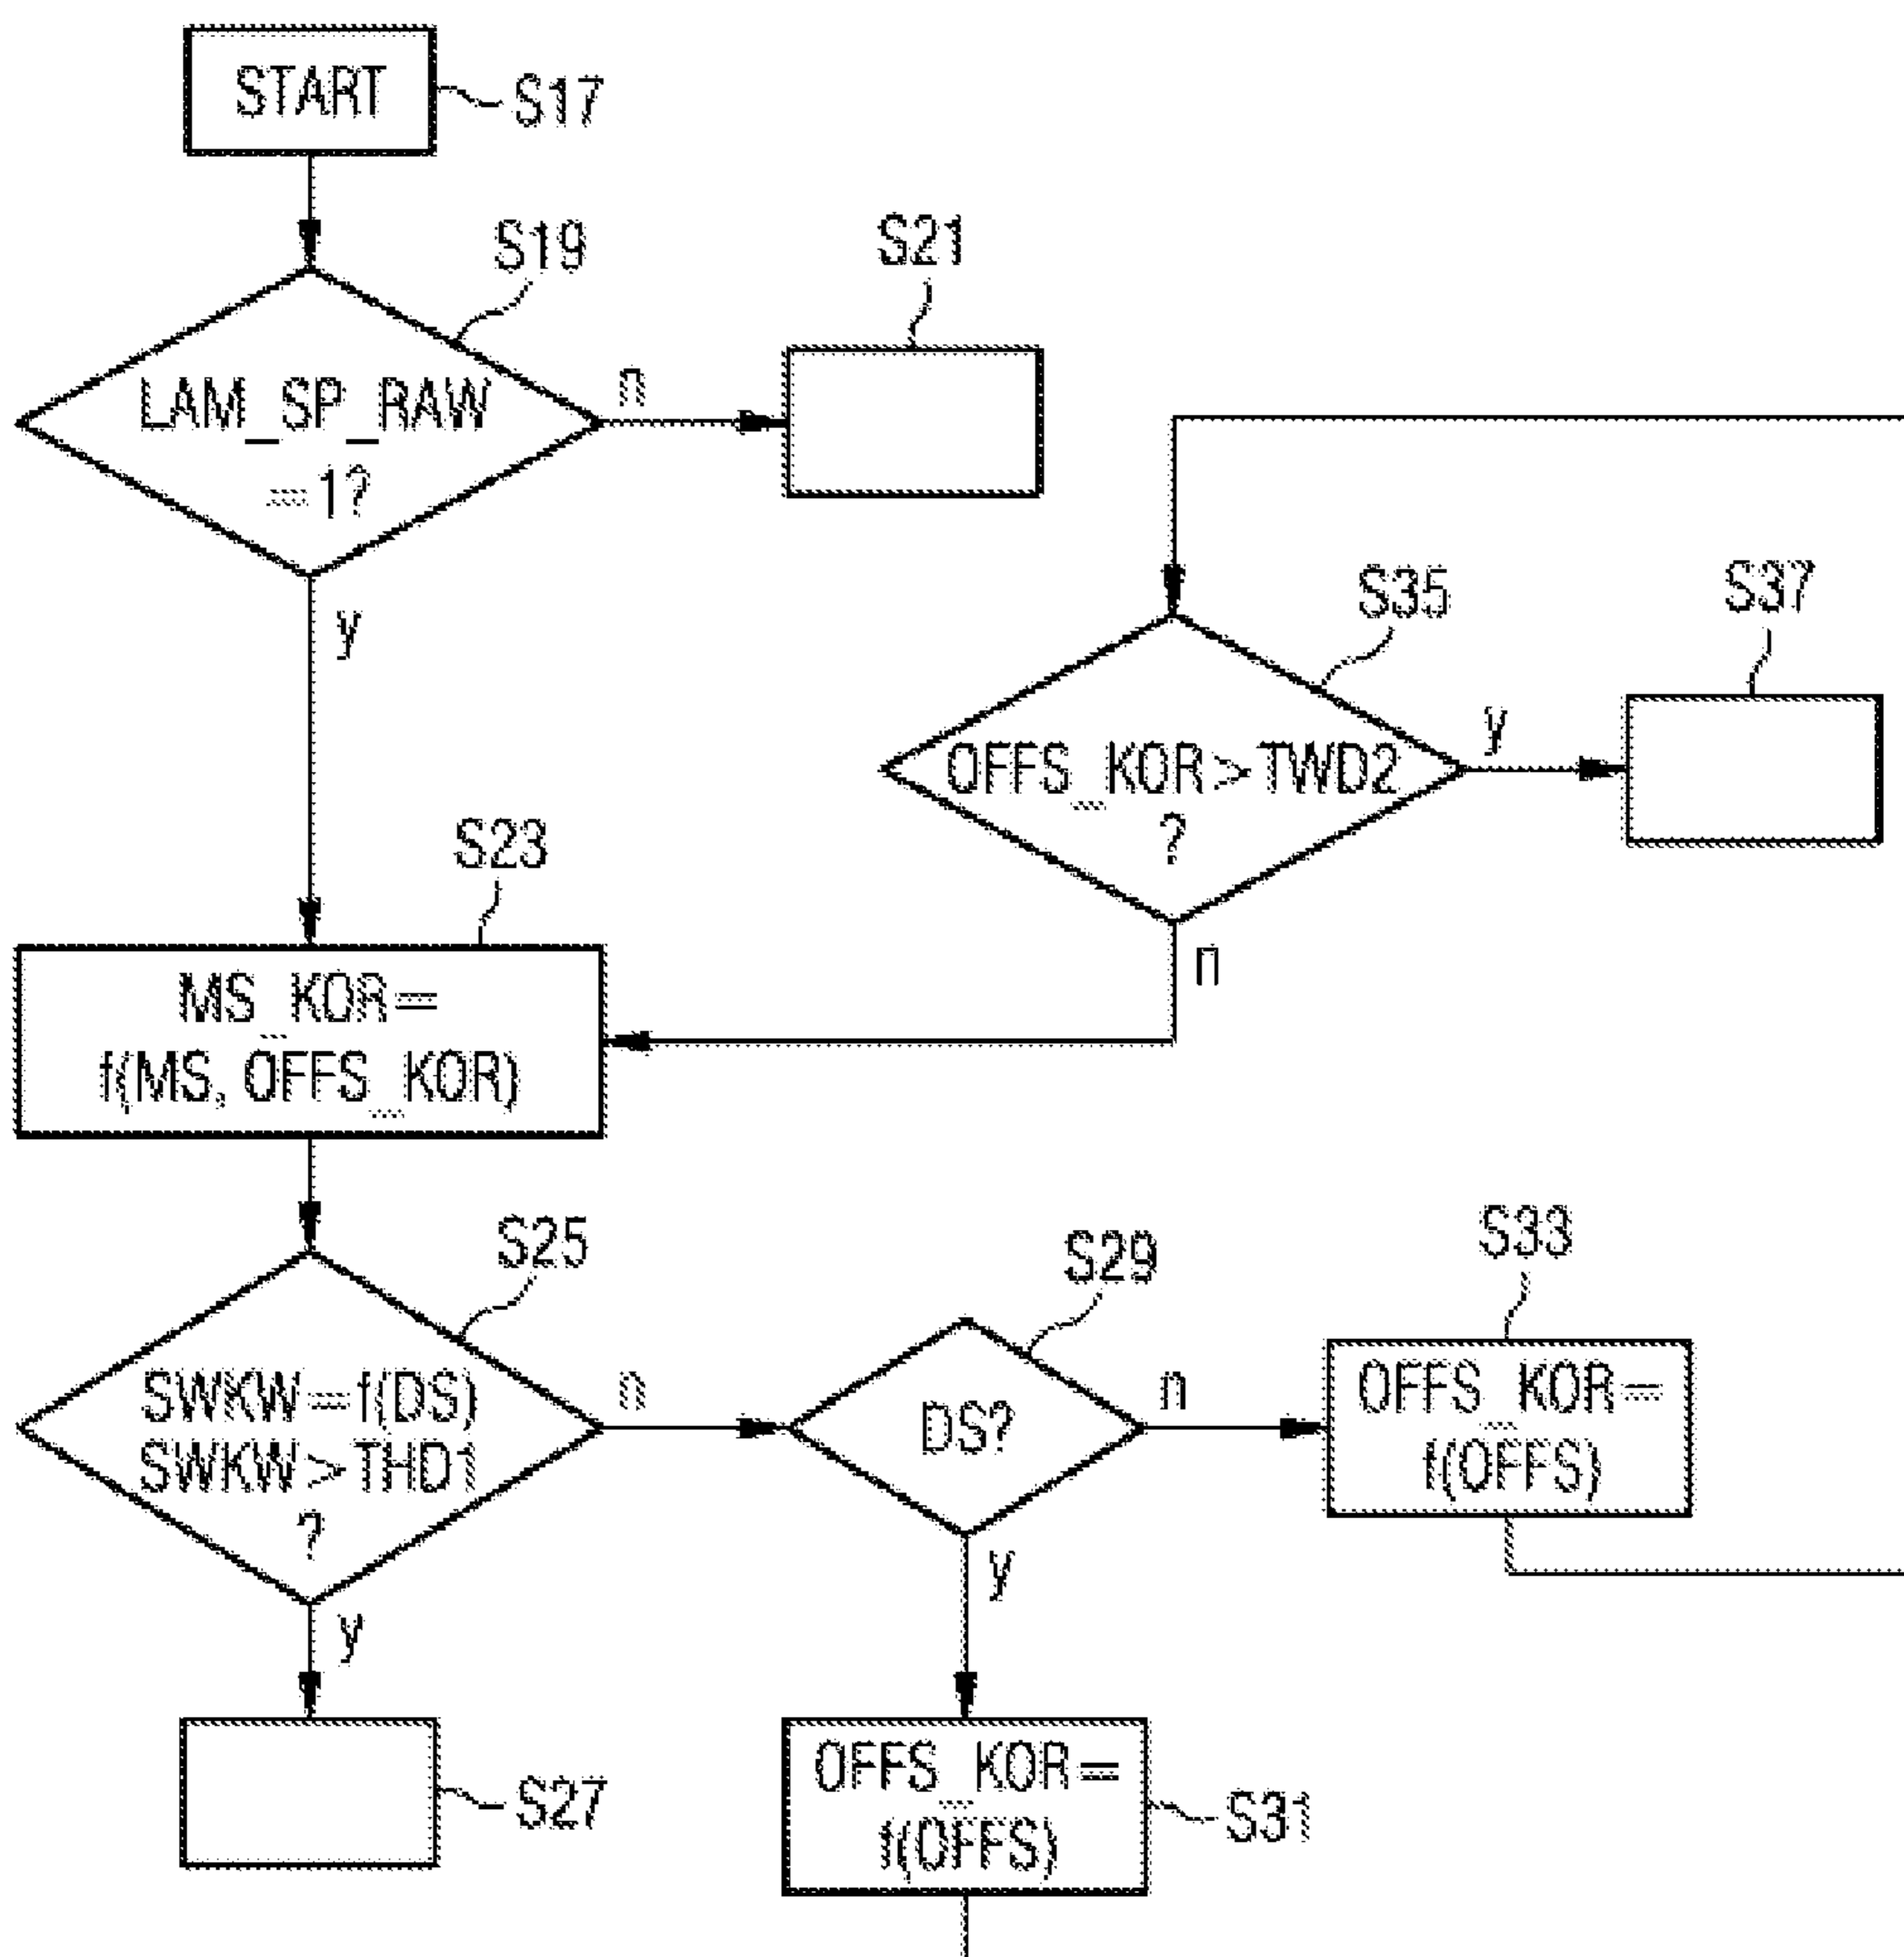 START
S17
S19
LAM_SP_RAW
=1?
n
y
S21
S35
OFFS_KOR>TWD2
?
y
n
S37
S23
MS_KOR=
f(MS, OFFS_KOR)
S25
SWKW=f(DS)
SWKW>THD1
?
n
y
S27
S29
DS?
n
y
S33
OFFS_KOR=
f(OFFS)
OFFS_KOR=
f(OFFS)
S31